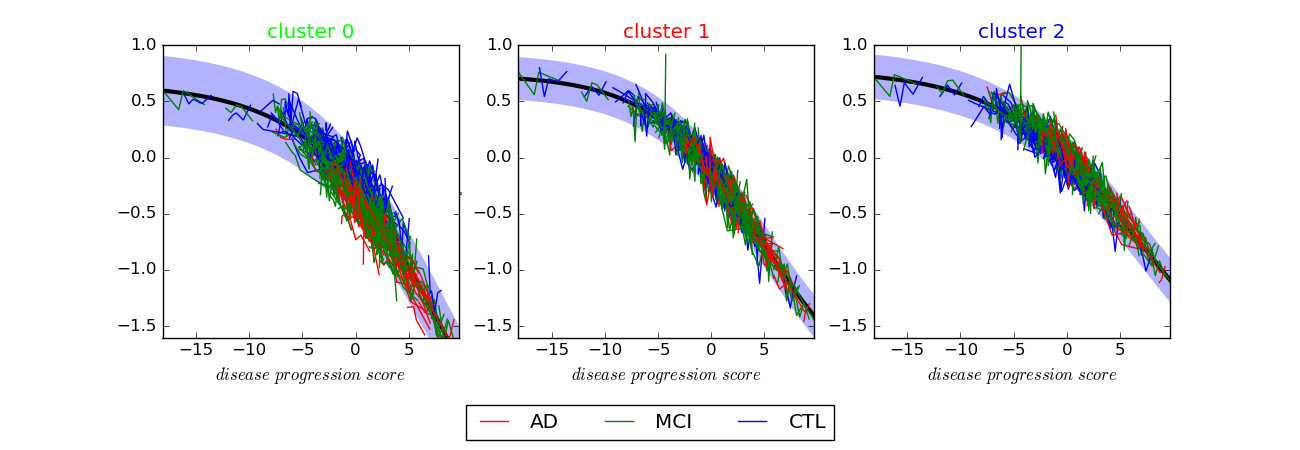 cluster 0 cluster 1 cluster 2
1.0 1.0 1.0
0.5 0.5 0.5
0.0 0.0 0.0
−0.5 −0.5 −0.5
−1.0 −1.0 −1.0
−1.5 −1.5 −1.5
−15 −10 −5 0 5 −15 −10 −5 0 5 −15 −10 −5 0 5
disease progression score disease progression score disease progression score
AD MCI CTL